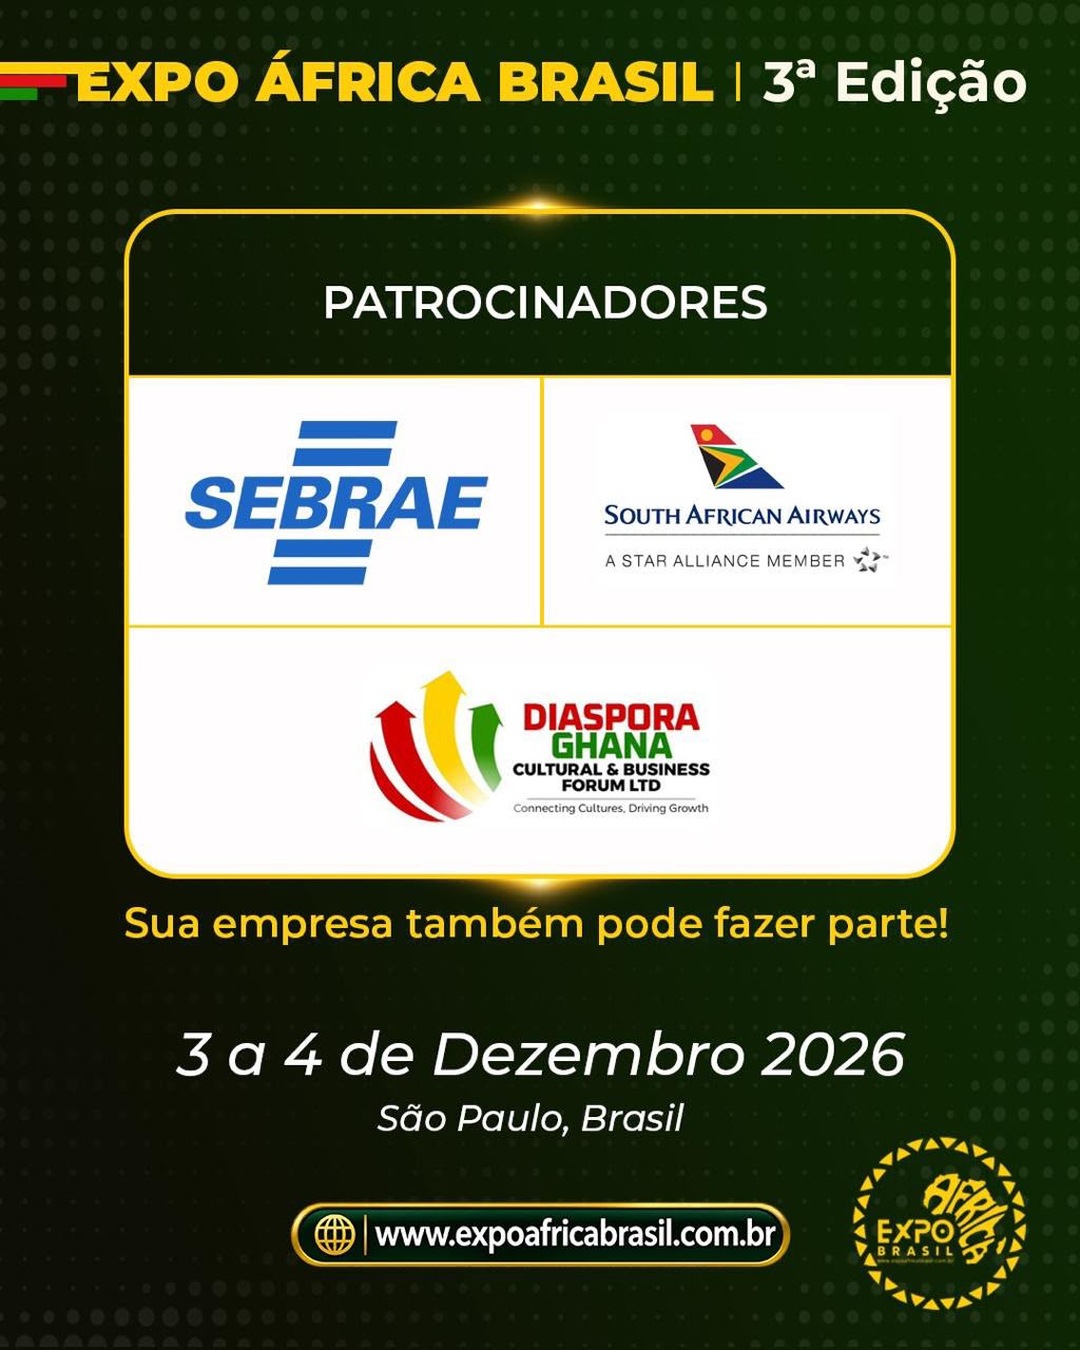 EXPO ÁFRICA BRASIL | 3ª Edição
PATROCINADORES
SEBRAE
SOUTH AFRICAN AIRWAYS
A STAR ALLIANCE MEMBER ™
DIASPORA
GHANA
CULTURAL & BUSINESS
FORUM LTD
Connecting Cultures, Driving Growth
Sua empresa também pode fazer parte!
3 a 4 de Dezembro 2026
São Paulo, Brasil
www.expoafricabrasil.com.br
ÁFRICA
EXPO
BRASIL